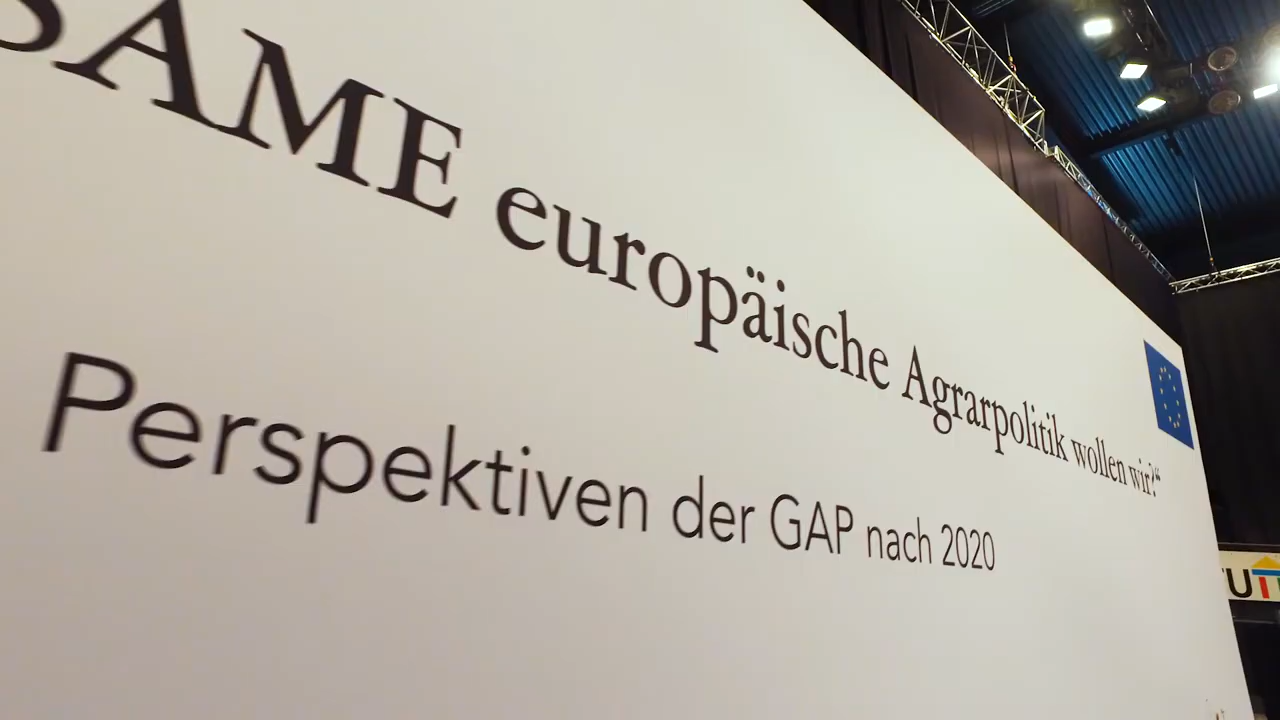 SAME europäische Agrarpolitik wollen wir?“
Perspektiven der GAP nach 2020